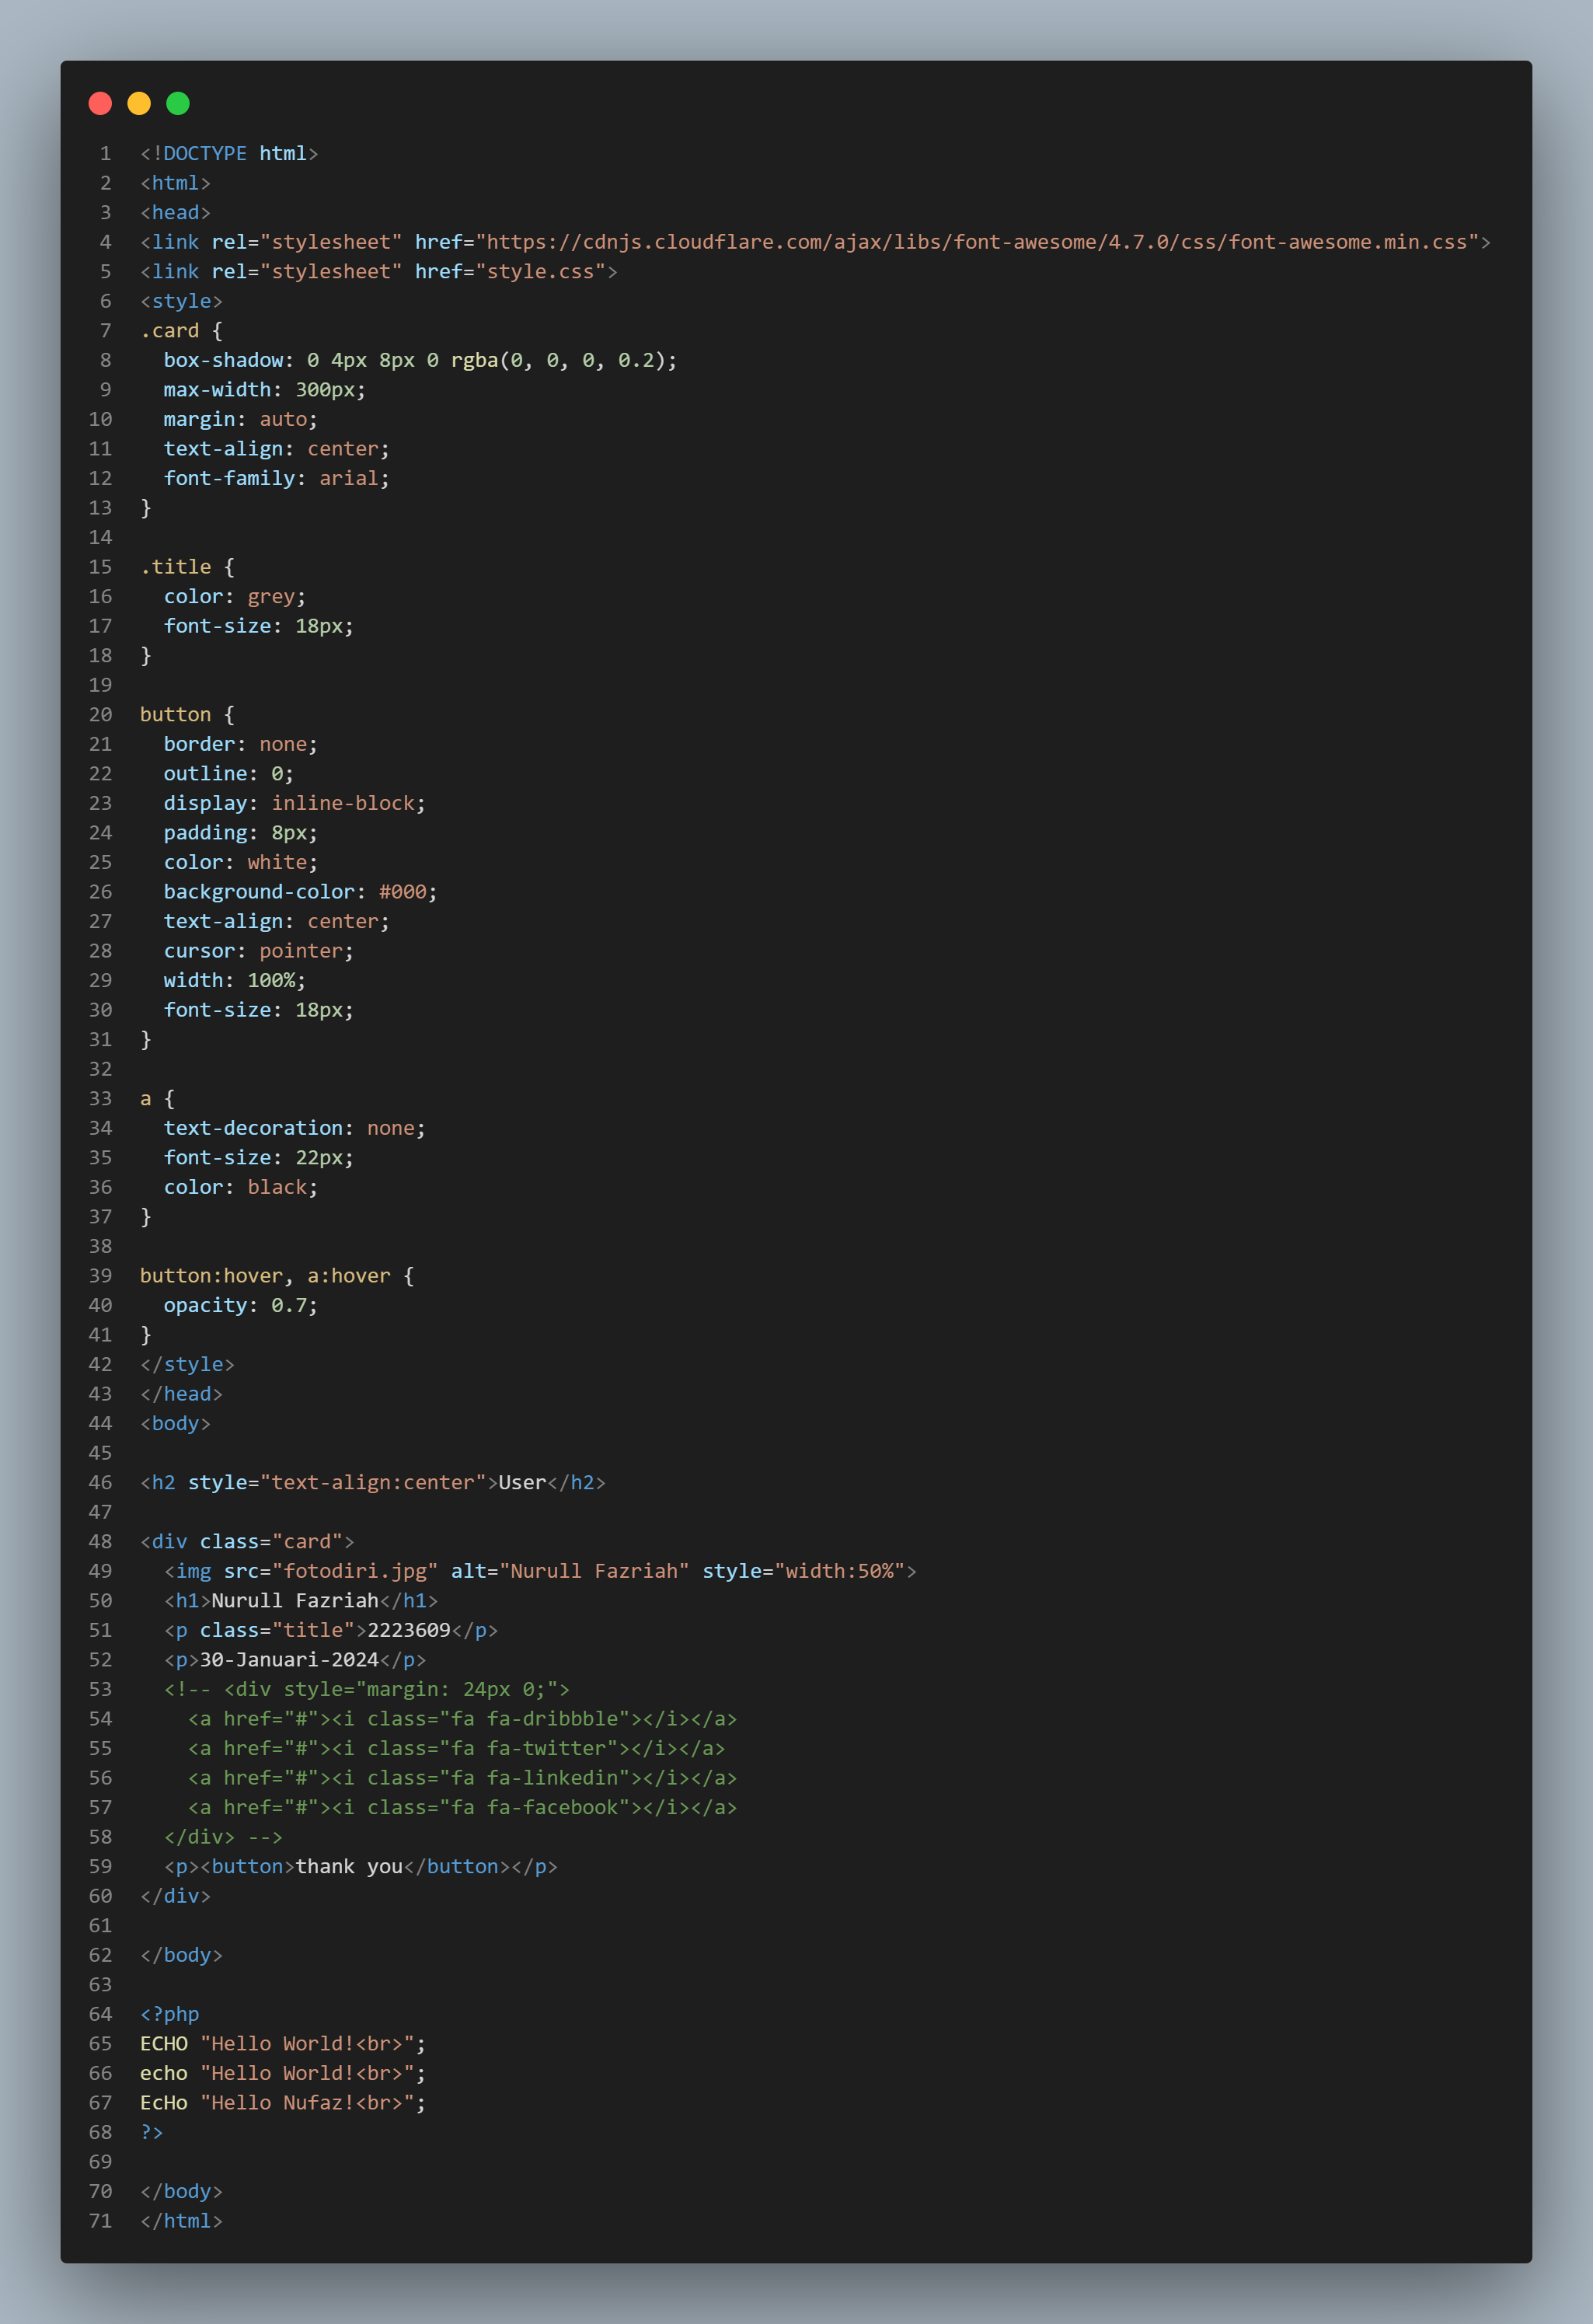 1 <!DOCTYPE html>
2 <html>
3 <head>
4 <link rel="stylesheet" href="https://cdnjs.cloudflare.com/ajax/libs/font-awesome/4.7.0/css/font-awesome.min.css">
5 <link rel="stylesheet" href="style.css">
6 <style>
7 .card {
8   box-shadow: 0 4px 8px 0 rgba(0, 0, 0, 0.2);
9   max-width: 300px;
10   margin: auto;
11   text-align: center;
12   font-family: arial;
13 }
14
15 .title {
16   color: grey;
17   font-size: 18px;
18 }
19
20 button {
21   border: none;
22   outline: 0;
23   display: inline-block;
24   padding: 8px;
25   color: white;
26   background-color: #000;
27   text-align: center;
28   cursor: pointer;
29   width: 100%;
30   font-size: 18px;
31 }
32
33 a {
34   text-decoration: none;
35   font-size: 22px;
36   color: black;
37 }
38
39 button:hover, a:hover {
40   opacity: 0.7;
41 }
42 </style>
43 </head>
44 <body>
45
46 <h2 style="text-align:center">User</h2>
47
48 <div class="card">
49   <img src="fotodiri.jpg" alt="Nurull Fazriah" style="width:50%">
50   <h1>Nurull Fazriah</h1>
51   <p class="title">2223609</p>
52   <p>30-Januari-2024</p>
53   <!-- <div style="margin: 24px 0;">
54     <a href="#"><i class="fa fa-dribbble"></i></a>
55     <a href="#"><i class="fa fa-twitter"></i></a>
56     <a href="#"><i class="fa fa-linkedin"></i></a>
57     <a href="#"><i class="fa fa-facebook"></i></a>
58   </div> -->
59   <p><button>thank you</button></p>
60 </div>
61
62 </body>
63
64 <?php
65 ECHO "Hello World!<br>";
66 echo "Hello World!<br>";
67 EcHo "Hello Nufaz!<br>";
68 ?>
69
70 </body>
71 </html>